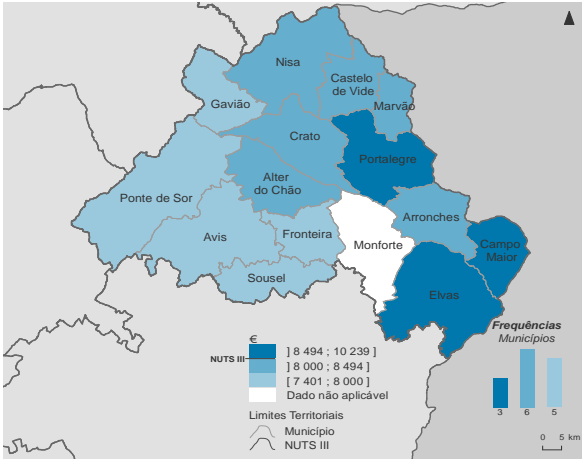 Nisa
Castelo
de Vide
Gavião
Marvão
Crato
Portalegre
Alter
do Chão
Ponte de Sor
Arronches
Avis
Fronteira
Monforte
Campo
Maior
Sousel
Elvas
€
] 8 494 ; 10 239 ]
NUTS III
] 8 000 ; 8 494 ]
[ 7 401 ; 8 000 ]
Dado não aplicável
Limites Territoriais
Município
NUTS III
Frequências
Municípios
3 6 5
0 5 km